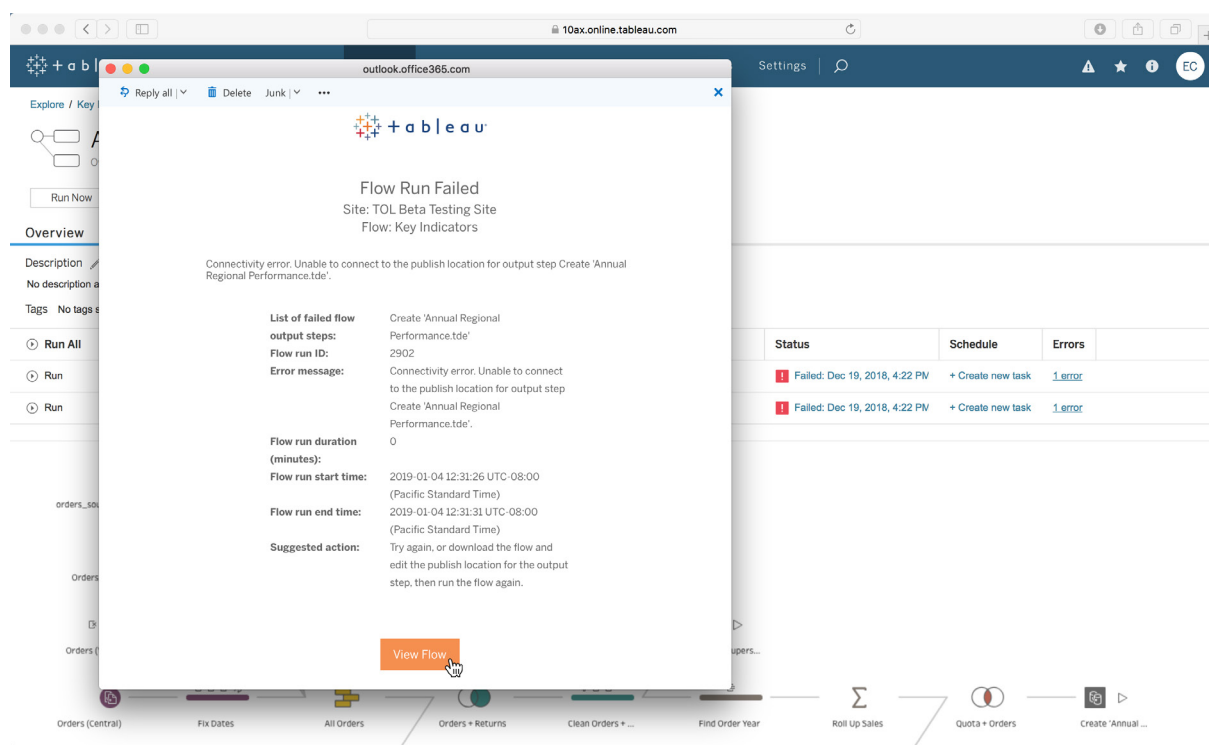 10ax.online.tableau.com
+ a b |
outlook.office365.com
Settings
EC
Reply all
Delete
Junk
Explore / Key
+ a b | e a u
A
Run Now
Flow Run Failed
Site: TOL Beta Testing Site
Flow: Key Indicators
Overview
Description
No description a
Tags No tags s
Connectivity error. Unable to connect to the publish location for output step Create 'Annual
Regional Performance.tde'.
List of failed flow output steps:
Create 'Annual Regional
Performance.tde'
Flow run ID:
2902
Error message:
Connectivity error. Unable to connect
to the publish location for output step
Create 'Annual Regional
Performance.tde'.
Flow run duration
(minutes):
0
Flow run start time:
2019-01-04 12:31:26 UTC-08:00
(Pacific Standard Time)
Flow run end time:
2019-01-04 12:31:31 UTC-08:00
(Pacific Standard Time)
Suggested action:
Try again, or download the flow and
edit the publish location for the output
step, then run the flow again.
View Flow
Run All
Status
Schedule
Errors
Run
Failed: Dec 19, 2018, 4:22 PM
+ Create new task
1 error
Run
Failed: Dec 19, 2018, 4:22 PM
+ Create new task
1 error
orders_sou
Orders
Orders (
upers...
Orders (Central)
Fix Dates
All Orders
Orders + Returns
Clean Orders + ...
Find Order Year
Roll Up Sales
Quota + Orders
Create 'Annual ...